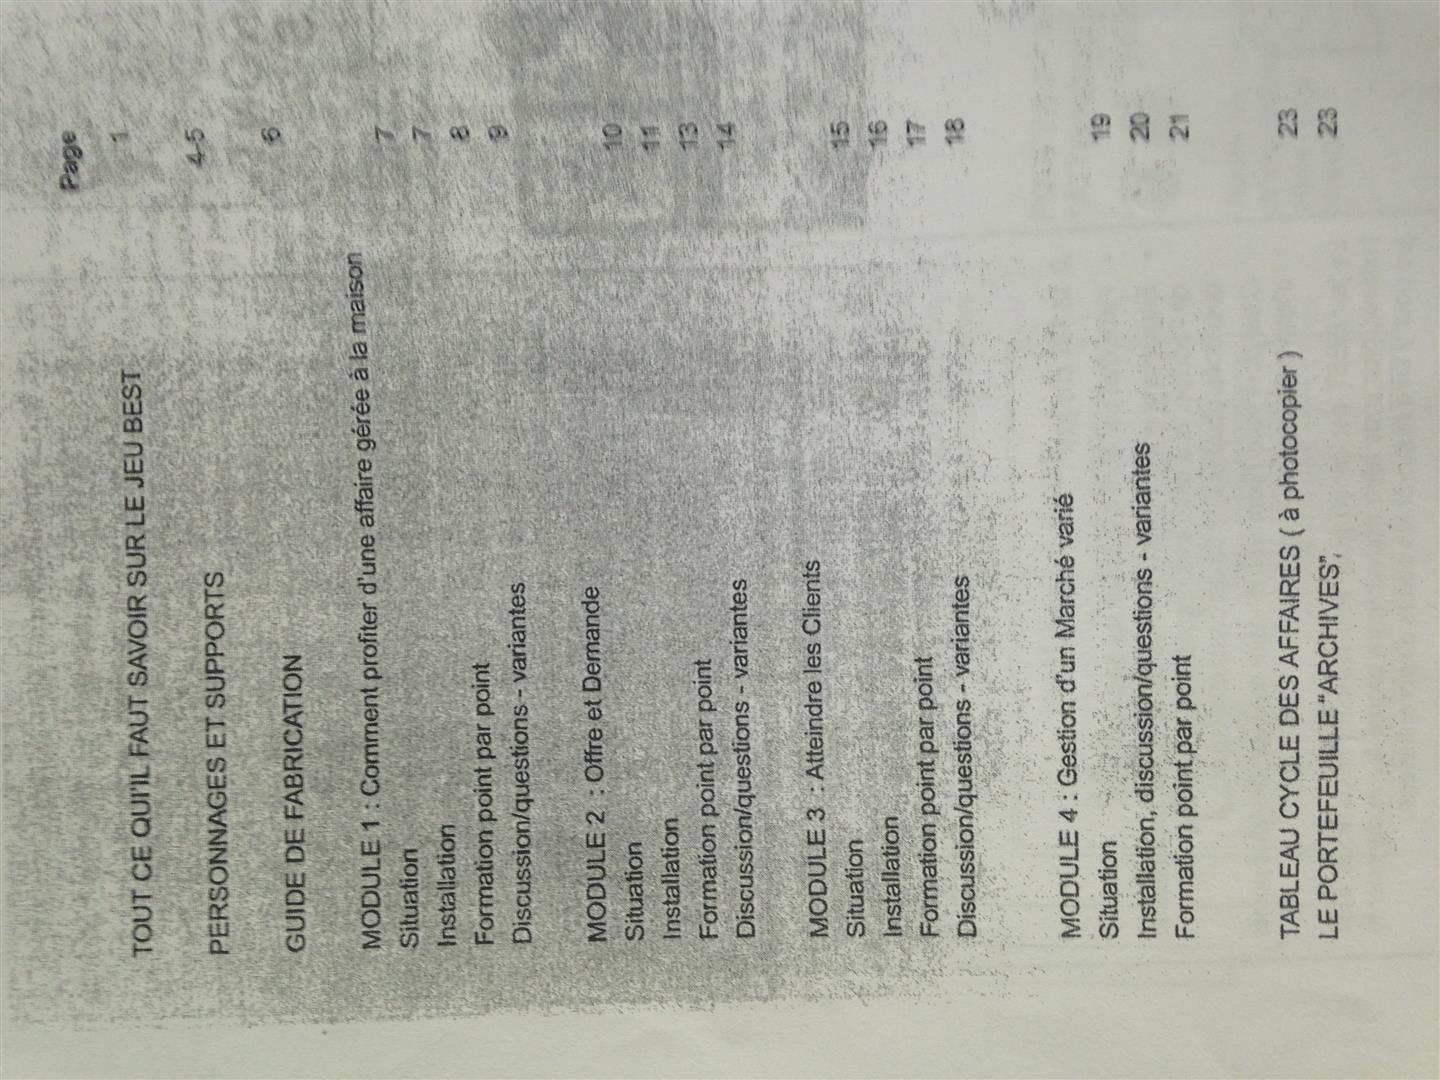 Page
TOUT CE QUI'IL FAUT SAVOIR SUR LE JEU BEST 1
PERSONNAGES ET SUPPORTS 4-5
GUIDE DE FABRICATION 6
MODULE 1 : Comment profiter d'une affaire gérée à la maison
Situation 7
Installation 7
Formation point par point 8
Discussion/questions - variantes 9
MODULE 2 : Offre et Demande
Situation 10
Installation 11
Formation point par point 13
Discussion/questions - variantes 14
MODULE 3 : Atteindre les Clients
Situation 15
Installation 16
Formation point par point 17
Discussion/questions - variantes 18
MODULE 4 : Gestion d'un Marché varié
Situation 19
Installation, discussion/questions - variantes 20
Formation point par point 21
TABLEAU CYCLE DES AFFAIRES ( à photocopier ) 23
LE PORTEFEUILLE "ARCHIVES", 23